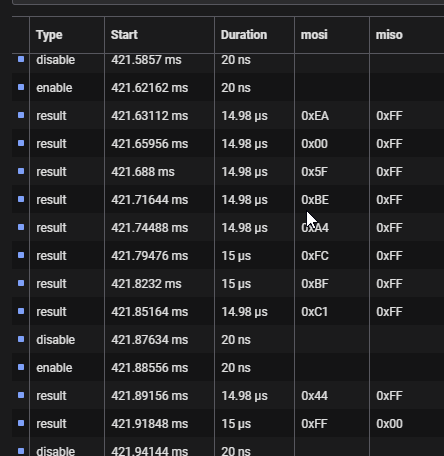 Type Start Duration mosi miso
disable 421.5857 ms 20 ns
enable 421.62162 ms 20 ns
result 421.63112 ms 14.98 µs 0xEA 0xFF
result 421.65956 ms 14.98 µs 0x00 0xFF
result 421.688 ms 14.98 µs 0x5F 0xFF
result 421.71644 ms 14.98 µs 0xBE 0xFF
result 421.74488 ms 14.98 µs 0xA4 0xFF
result 421.79476 ms 15 µs 0xFC 0xFF
result 421.8232 ms 15 µs 0xBF 0xFF
result 421.85164 ms 14.98 µs 0xC1 0xFF
disable 421.87634 ms 20 ns
enable 421.88556 ms 20 ns
result 421.89156 ms 14.98 µs 0x44 0xFF
result 421.91848 ms 15 µs 0xFF 0x00
disable 421.94144 ms 20 ns